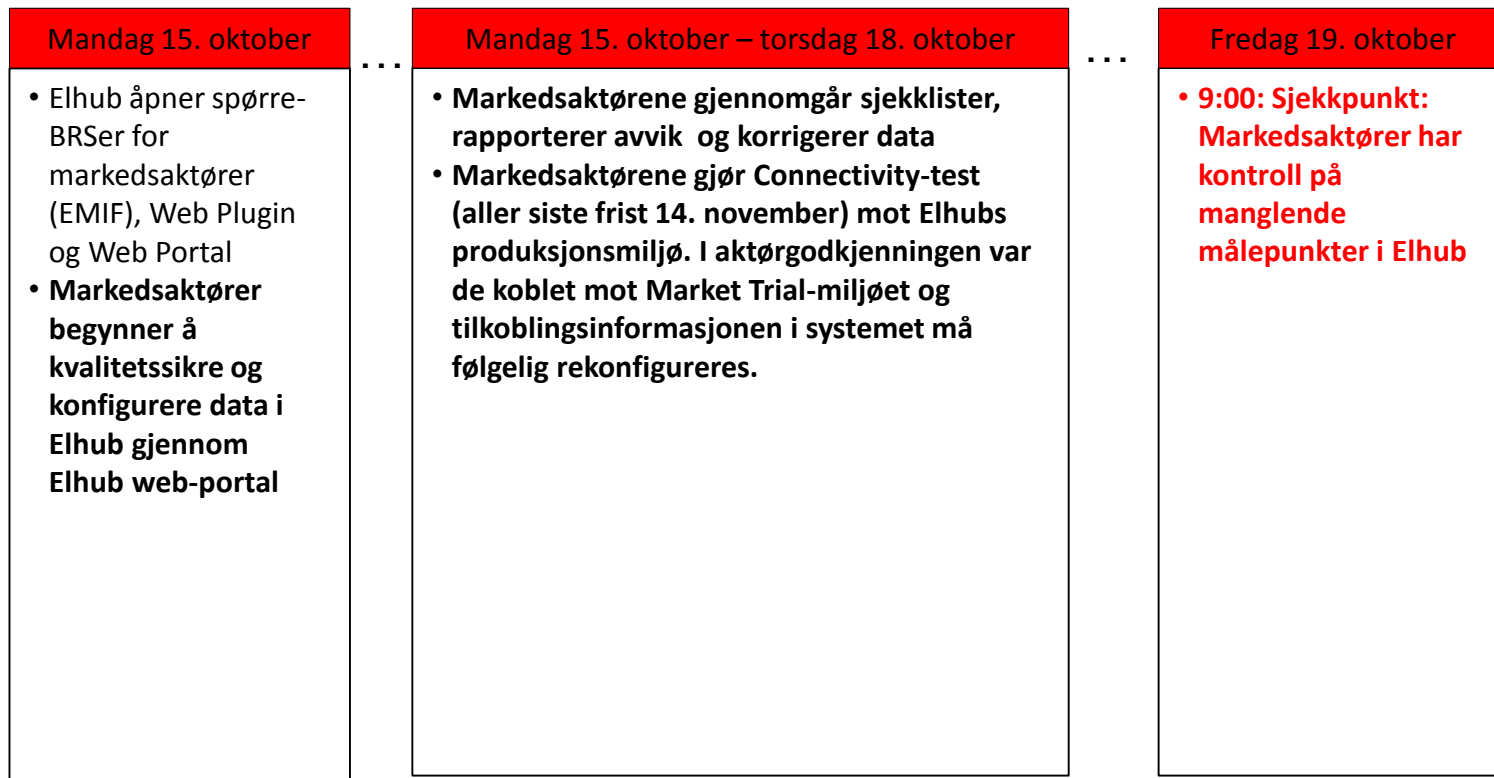 Mandag 15. oktober
• Elhub åpner spørre-
BRSer for
markedsaktører
(EMIF), Web Plugin
og Web Portal
• Markedsaktører
begynner å
kvalitetssikre og
konfigurere data i
Elhub gjennom
Elhub web-portal
...
Mandag 15. oktober – torsdag 18. oktober
• Markedsaktørene gjennomgår sjekklister,
rapporterer avvik og korrigerer data
• Markedsaktørene gjør Connectivity-test
(aller siste frist 14. november) mot Elhubs
produksjonsmiljø. I aktørgodkjenningen var
de koblet mot Market Trial-miljøet og
tilkoblingsinformasjonen i systemet må
følgelig rekonfigureres.
...
Fredag 19. oktober
• 9:00: Sjekkpunkt:
Markedsaktører har
kontroll på
manglende
målepunkter i Elhub